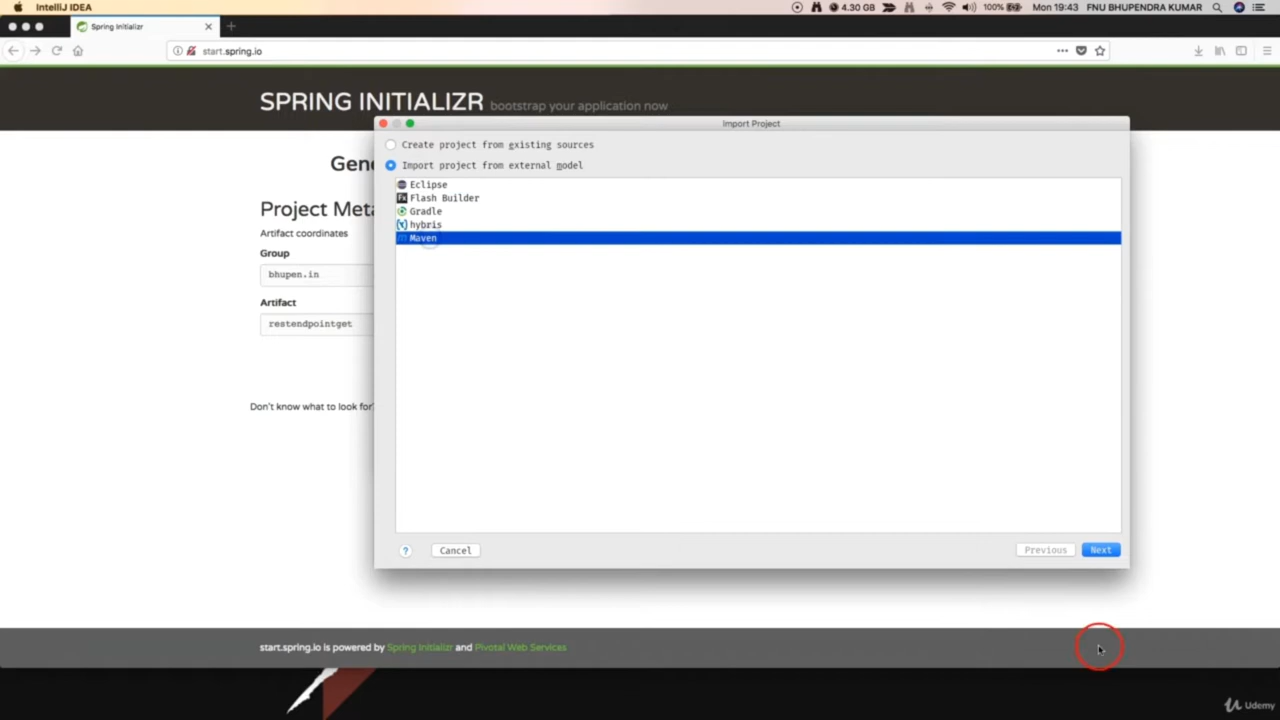 IntelliJ IDEA
4.30 GB
100%
Mon 19:43
FNU BHUPENDRA KUMAR
Spring Initializr
start.spring.io
SPRING INITIALIZR bootstrap your application now
Import Project
Create project from existing sources
Gene
Import project from external model
Eclipse
Fx Flash Builder
Project Meta
Gradle
hybris
Artifact coordinates
Maven
Group
bhupen.in
Artifact
restendpointget
Don't know what to look for?
? Cancel
Previous
Next
start.spring.io is powered by Spring Initializr and Pivotal Web Services
Udemy